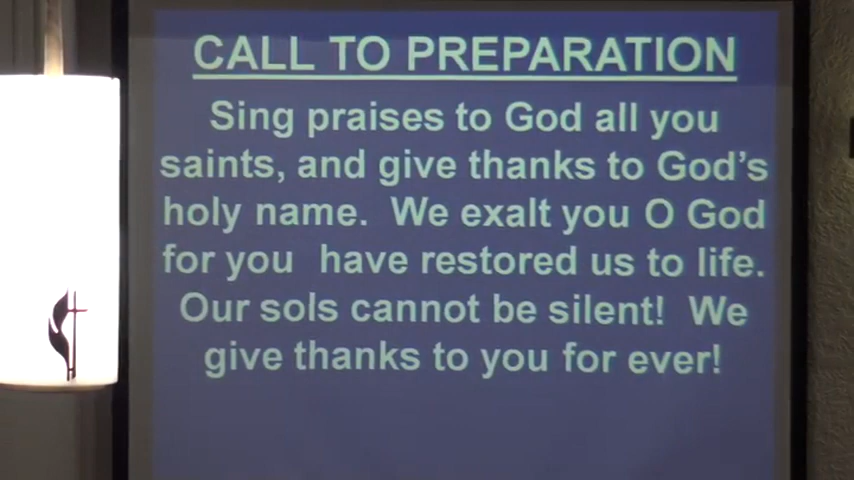 CALL TO PREPARATION
Sing praises to God all you
saints, and give thanks to God's
holy name.  We exalt you O God
for you  have restored us to life.
Our sols cannot be silent!  We
give thanks to you for ever!